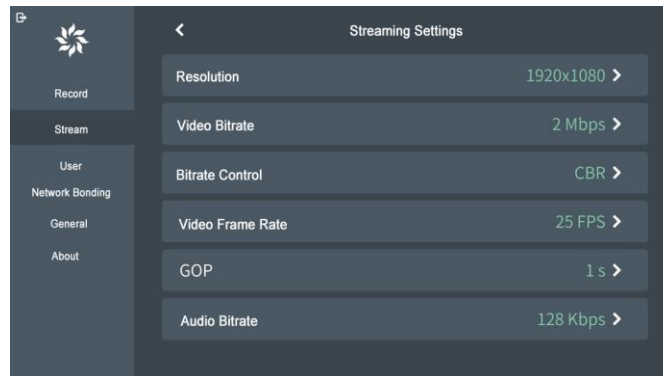 Streaming Settings
Record
Stream
User
Network Bonding
General
About
Resolution 1920x1080
Video Bitrate 2 Mbps
Bitrate Control CBR
Video Frame Rate 25 FPS
GOP 1 s
Audio Bitrate 128 Kbps